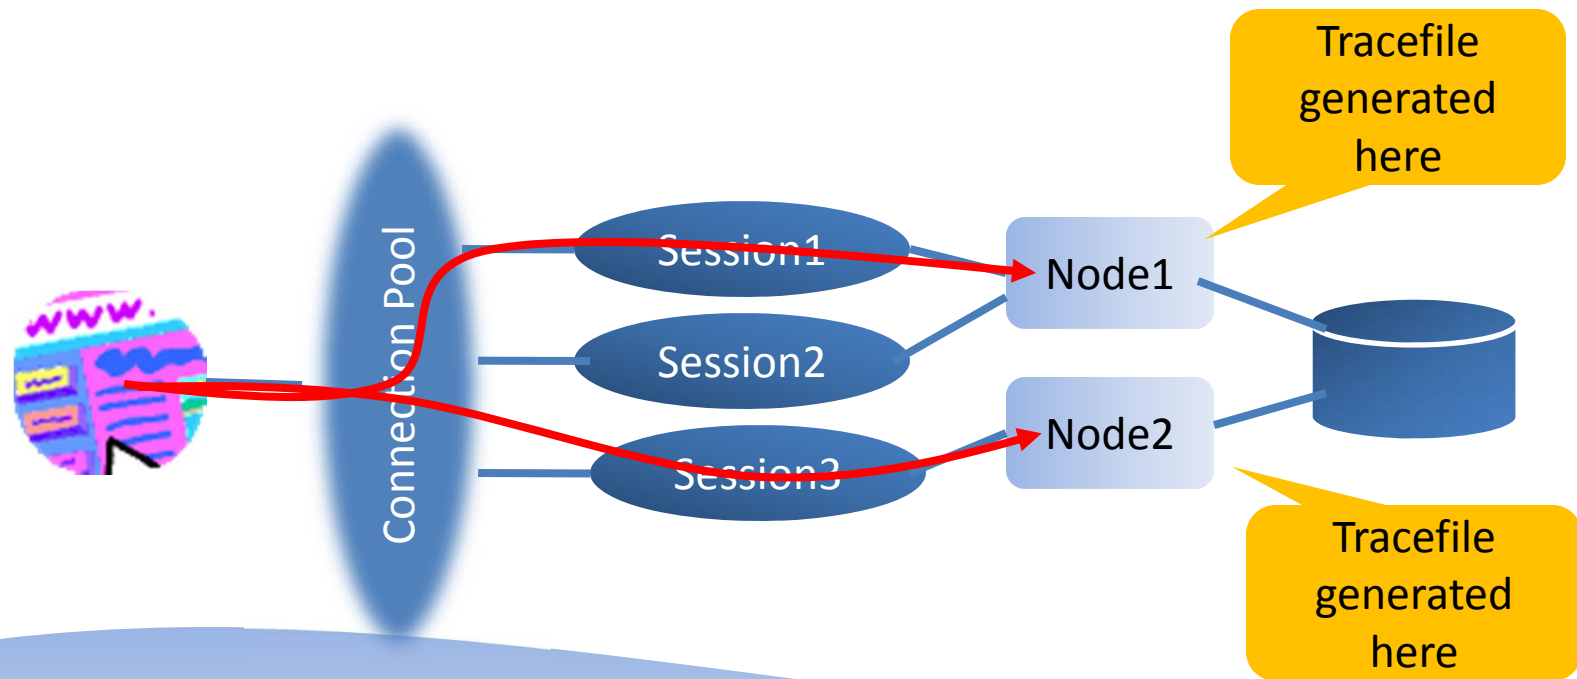 Tracefile
generated
here
www.
Connection Pool
Session1
Node1
Session2
Session3
Node2
Tracefile
generated
here